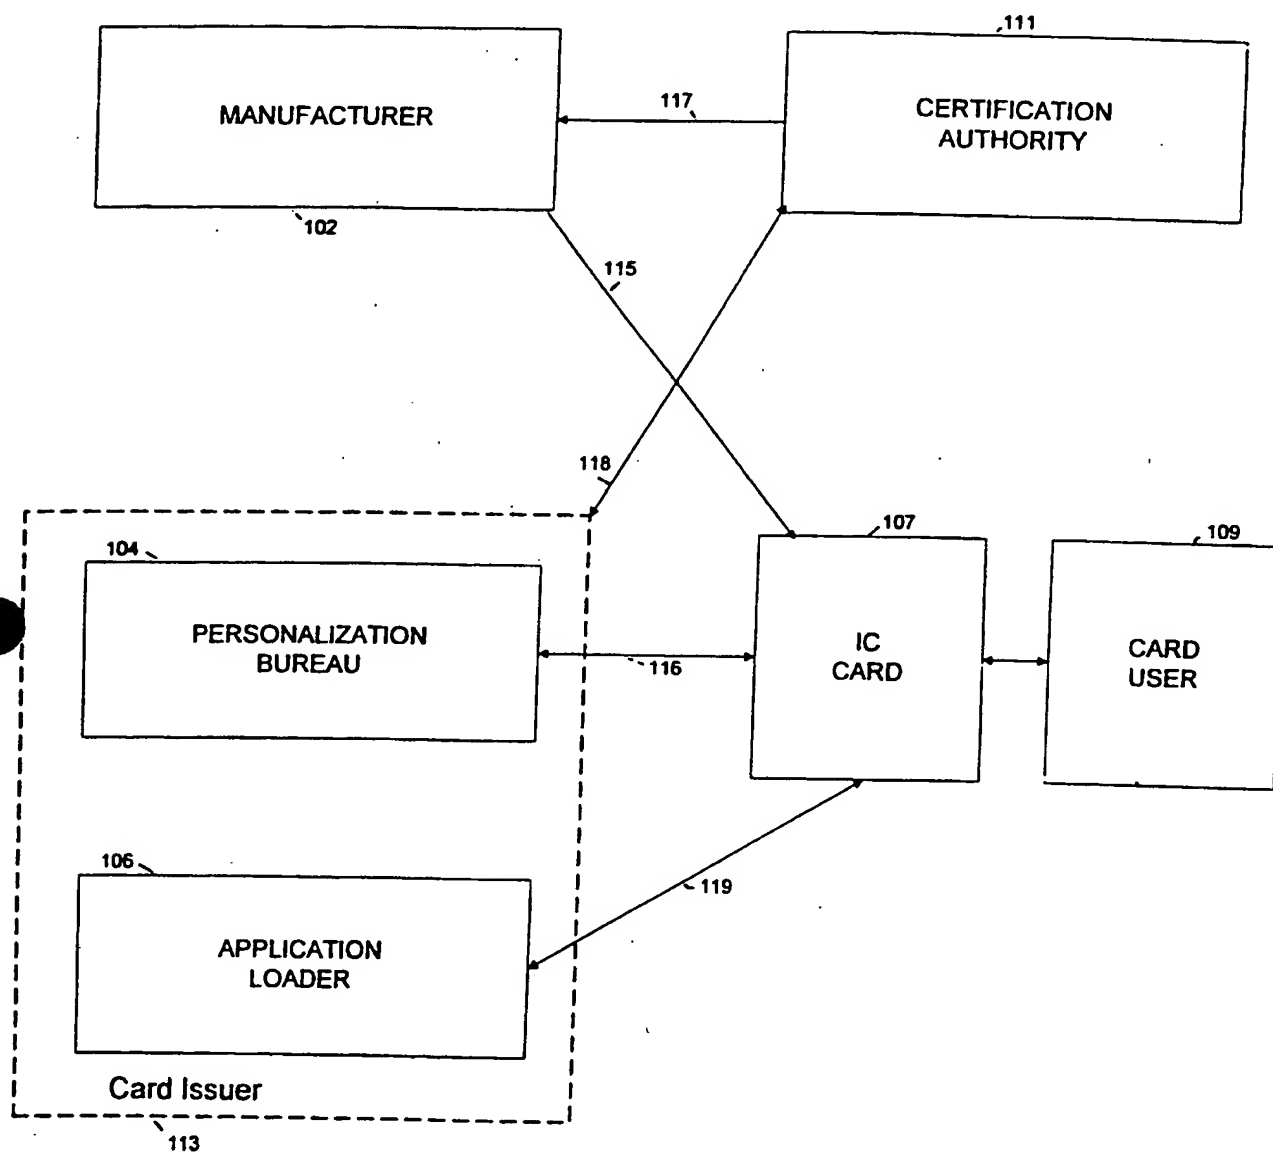 111
MANUFACTURER
117
CERTIFICATION
AUTHORITY
102
115
118
107
109
104
PERSONALIZATION
BUREAU
116
IC
CARD
CARD
USER
106
119
APPLICATION
LOADER
Card Issuer
113